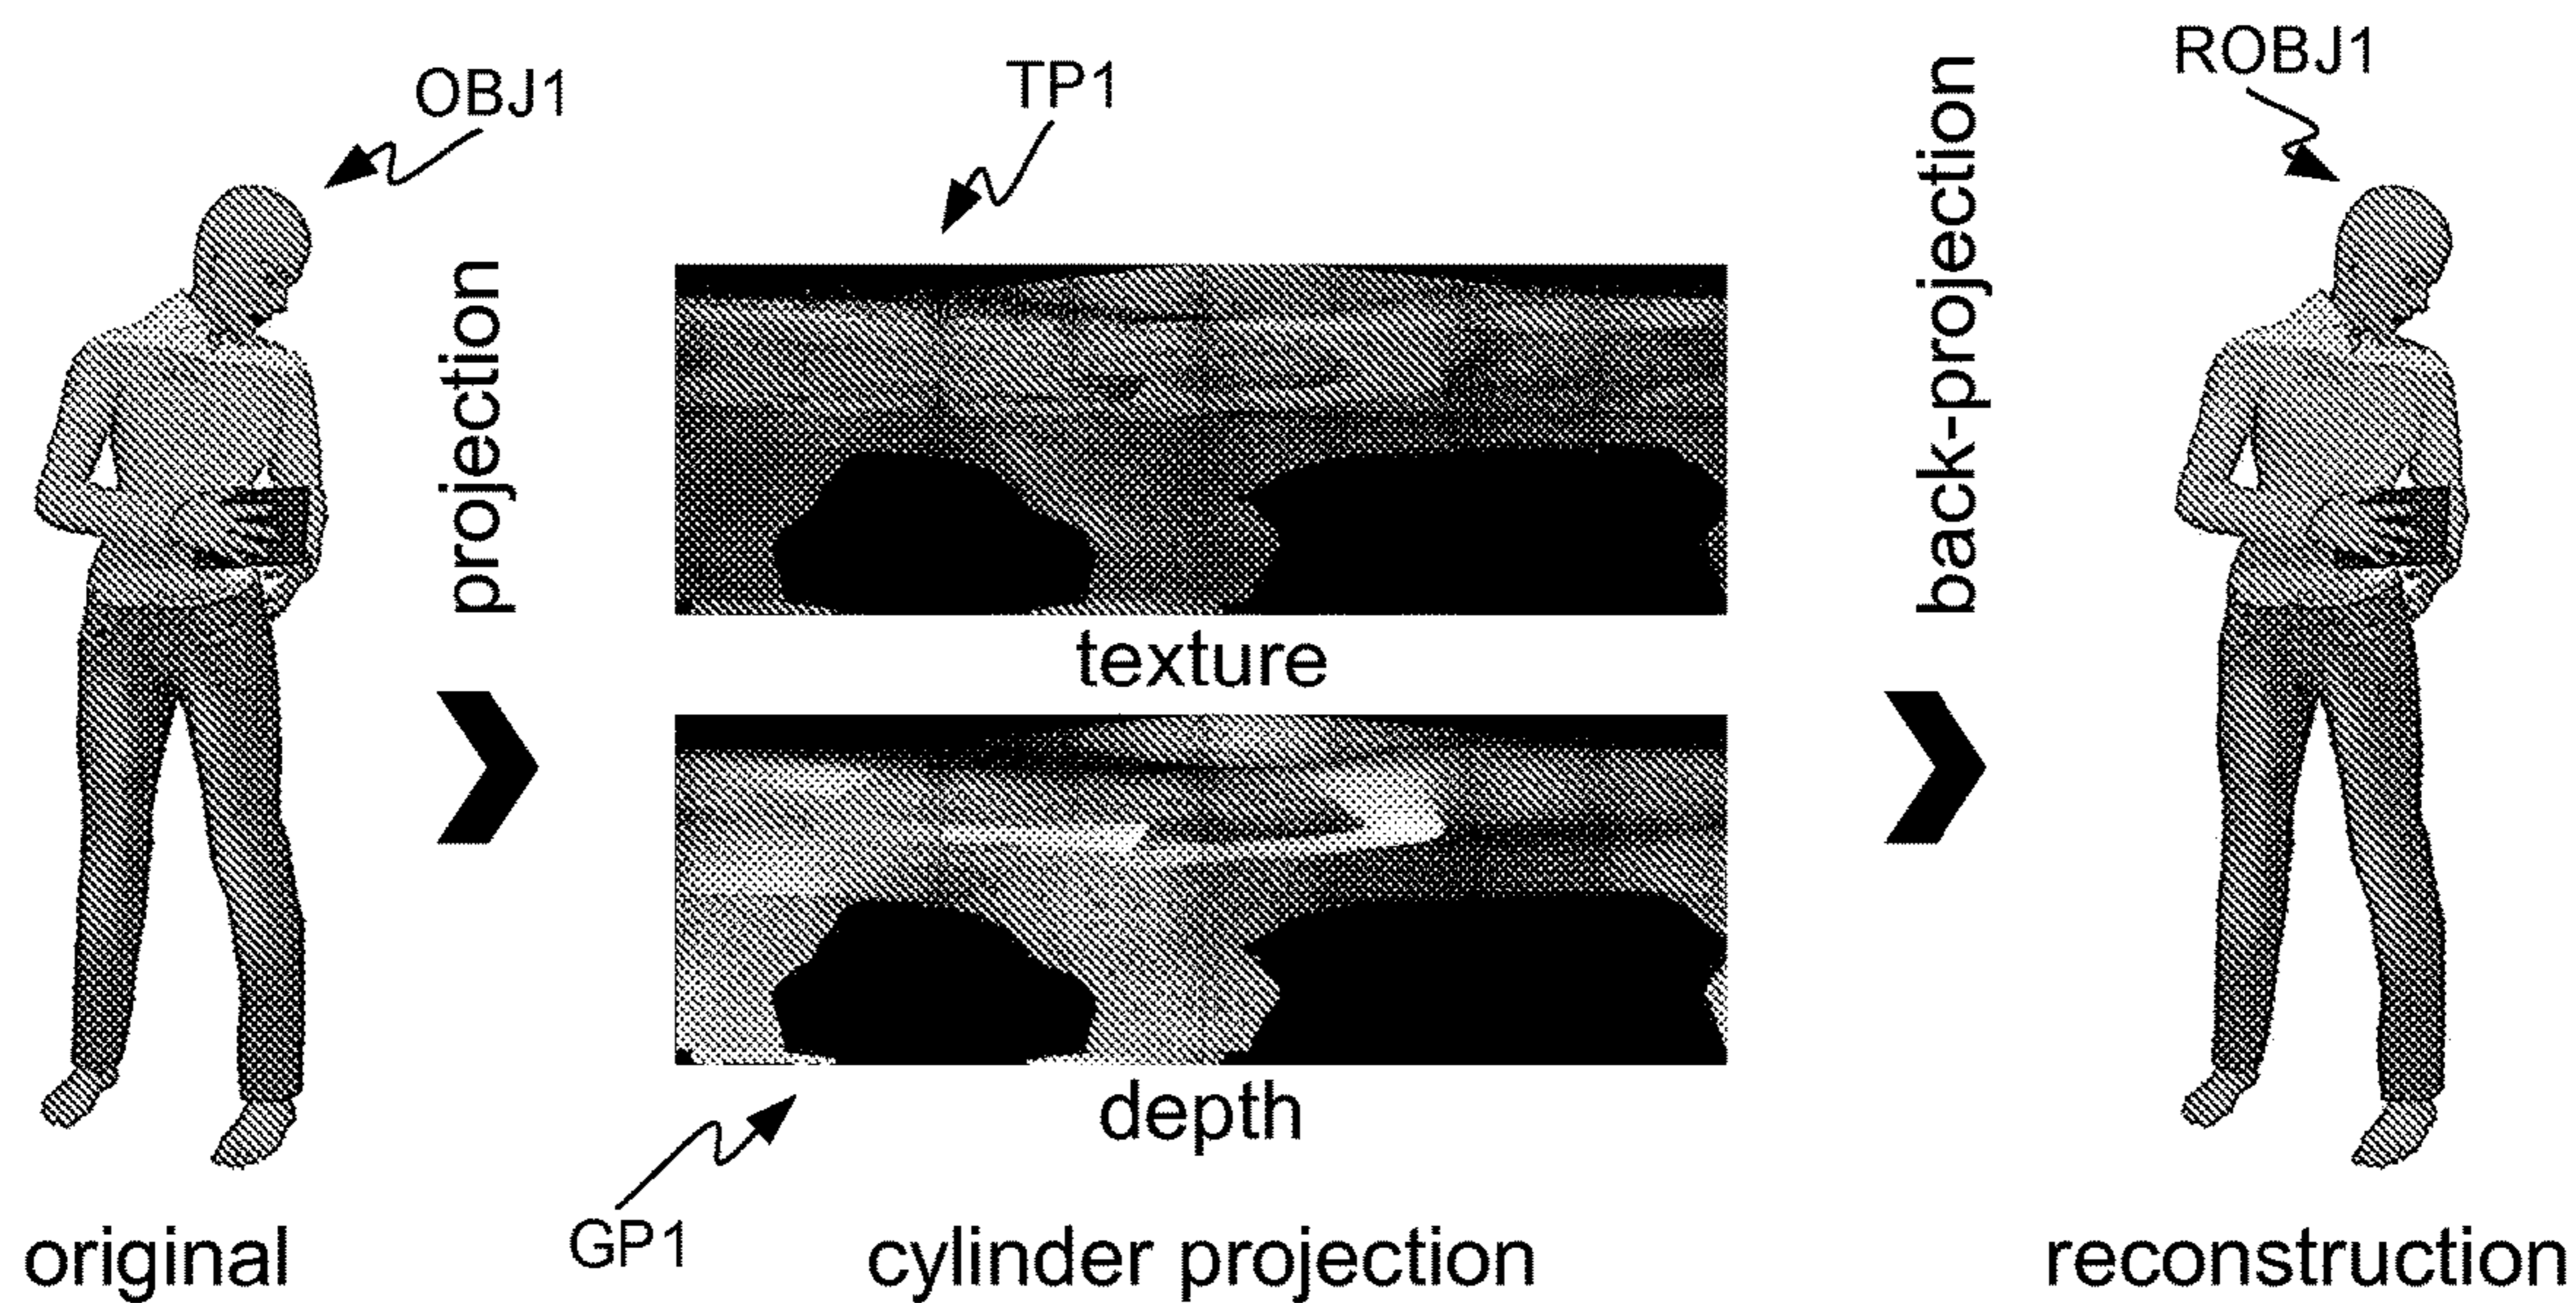 OBJ1
TP1
ROBJ1
projection
back-projection
texture
depth
GP1
original
cylinder projection
reconstruction